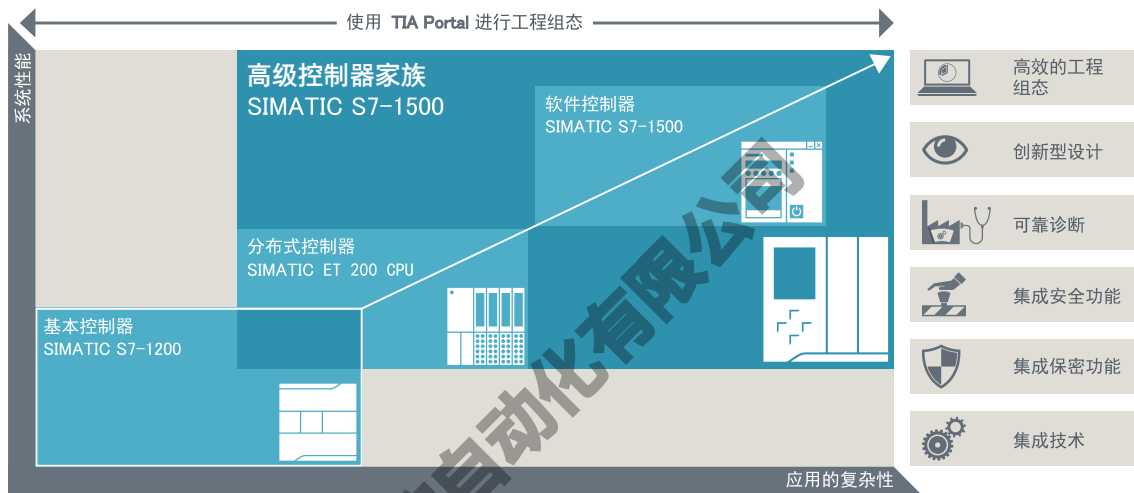 使用 TIA Portal 进行工程组态
系统性能
高级控制器家族
SIMATIC S7-1500
软件控制器
SIMATIC S7-1500
分布式控制器
SIMATIC ET 200 CPU
基本控制器
SIMATIC S7-1200
应用的复杂性
高效的工程
组态
创新型设计
可靠诊断
集成安全功能
集成保密功能
集成技术
自动化有限公司